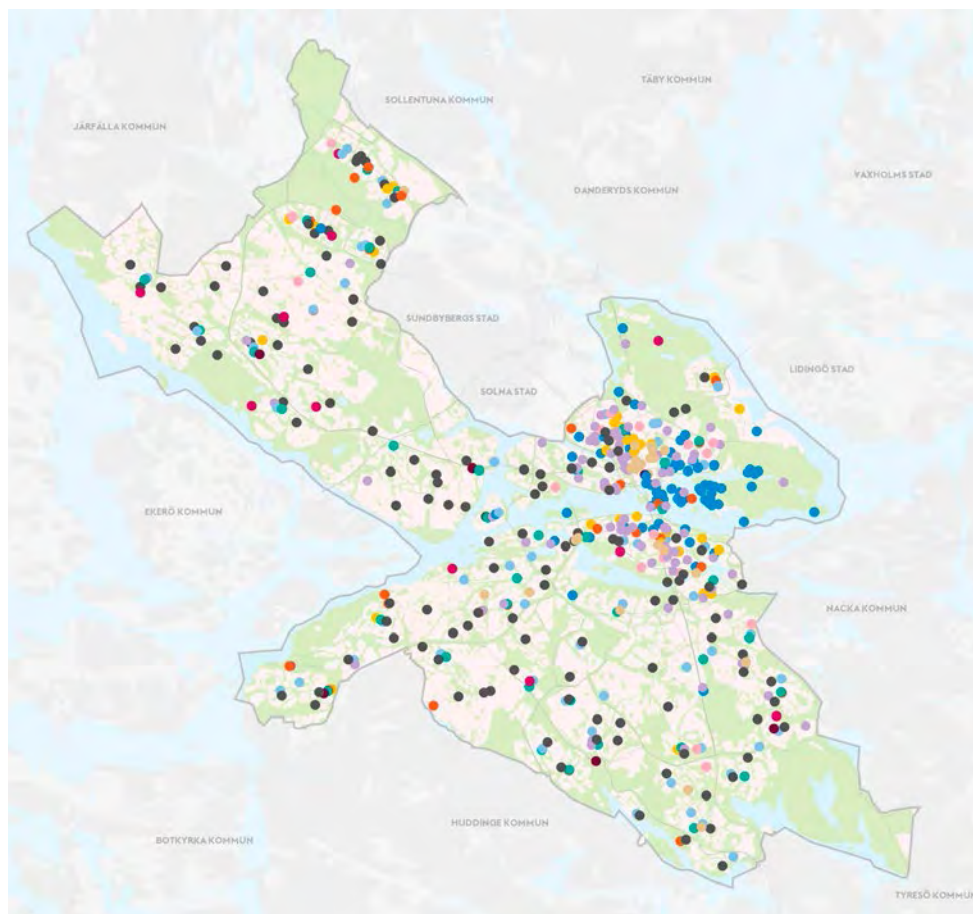 TÄBY KOMMUN
SOLLENTUNA KOMMUN
JÄRFÄLLA KOMMUN
VAXHOLMS STAD
DANDERYDS KOMMUN
SUNDBYBERGS STAD
LIDINGÖ STAD
SOLNA STAD
EKERÖ KOMMUN
NACKA KOMMUN
HUDDINGE KOMMUN
BOTKYRKA KOMMUN
TYRESÖ KOMMUN